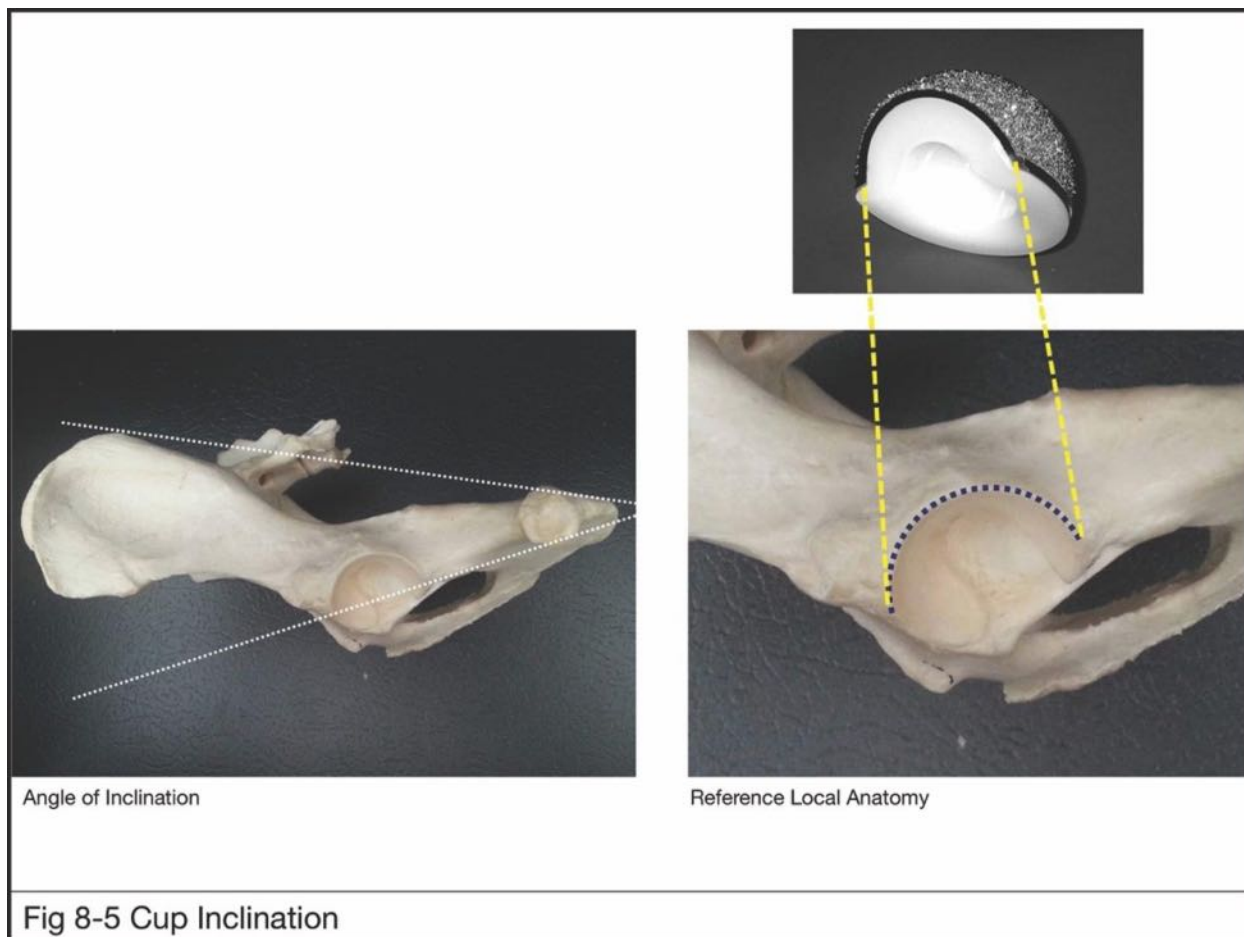 Angle of Inclination
Reference Local Anatomy
Fig 8-5 Cup Inclination